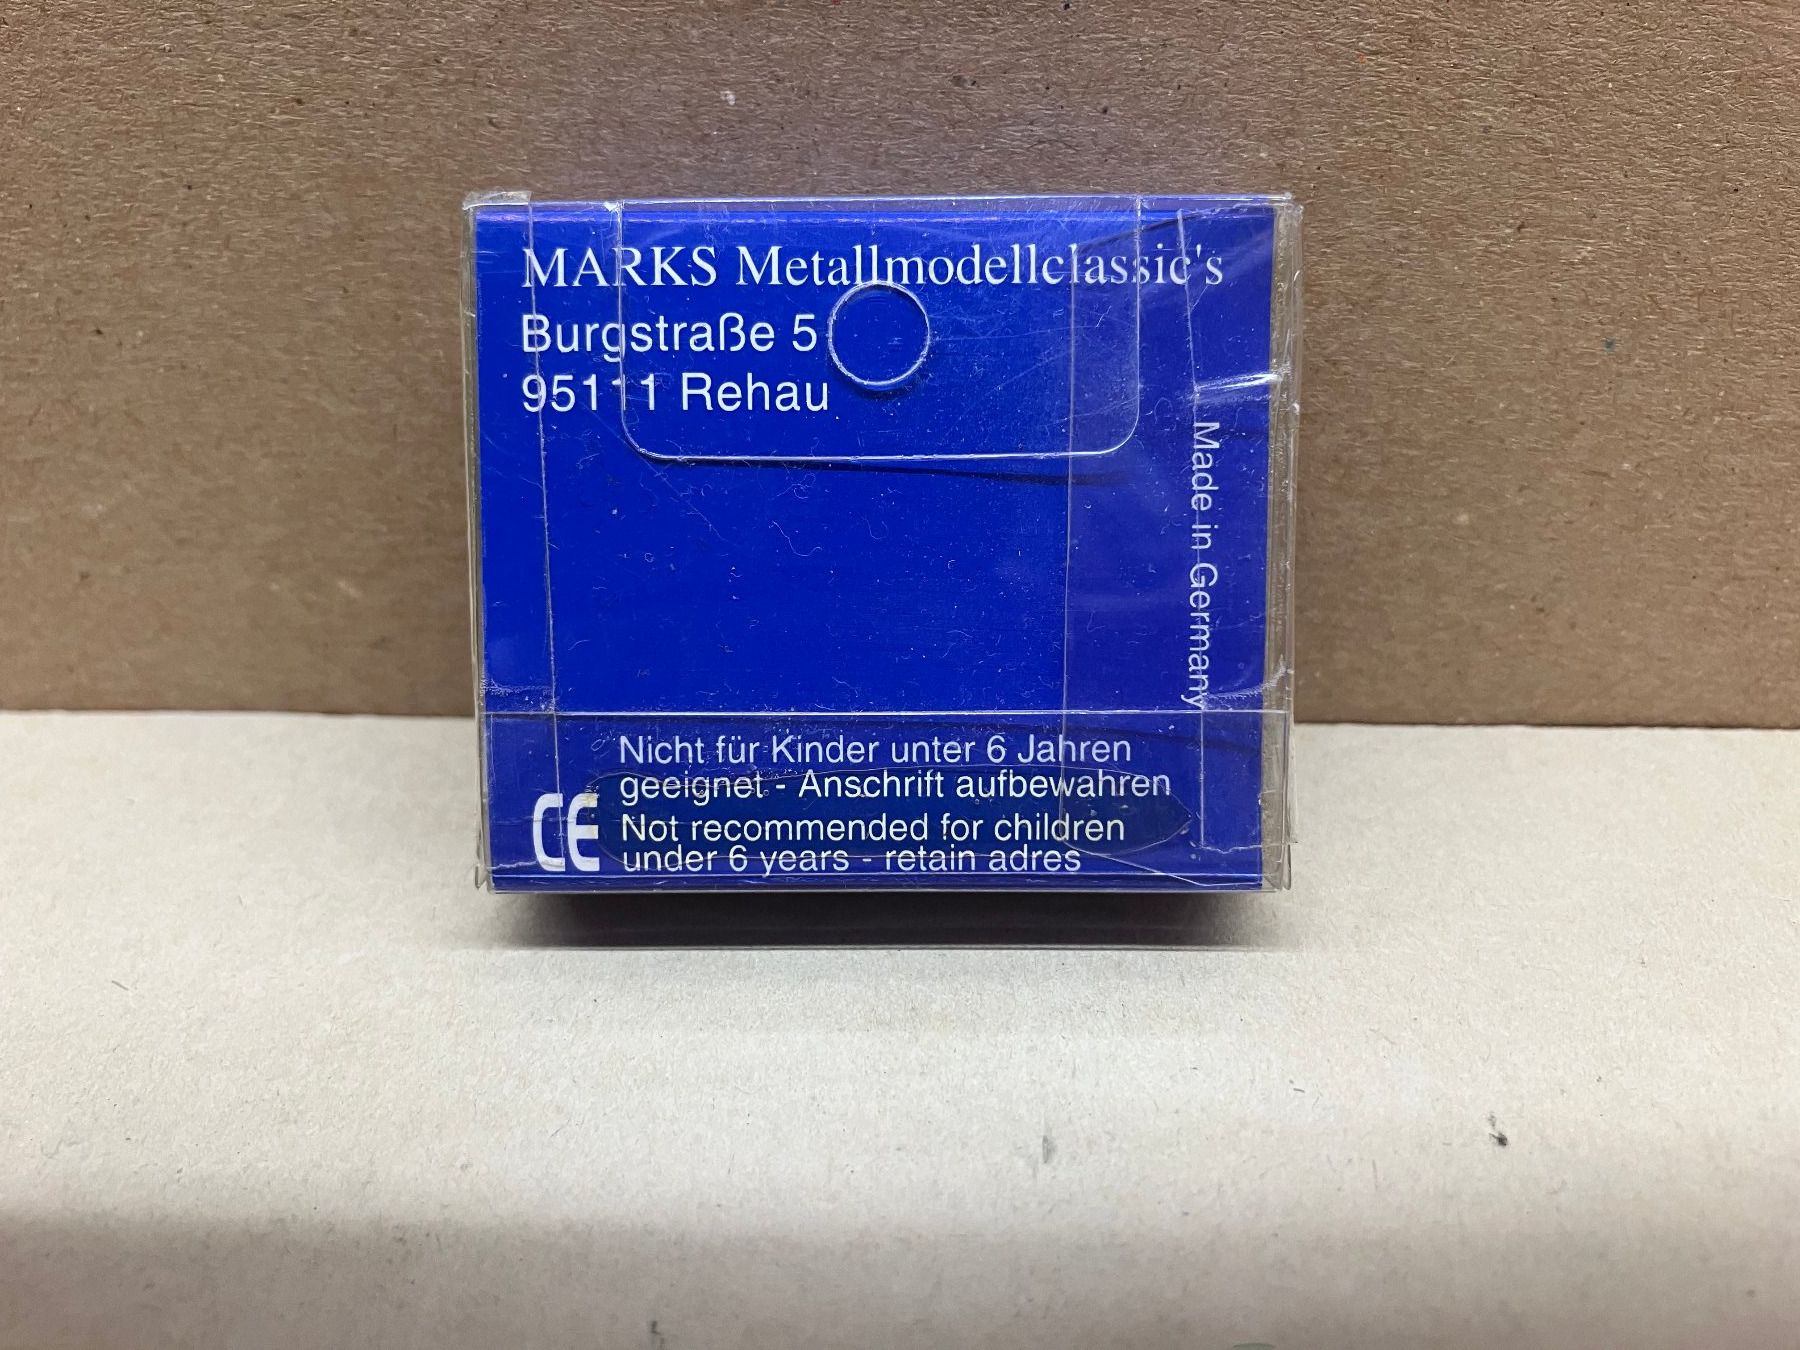 MARKS Metallmodellclassic's
Burgstraße 5
95111 Rehau
Made in Germany
Nicht für Kinder unter 6 Jahren
geeignet - Anschrift aufbewahren
Not recommended for children
under 6 years - retain adres
CE